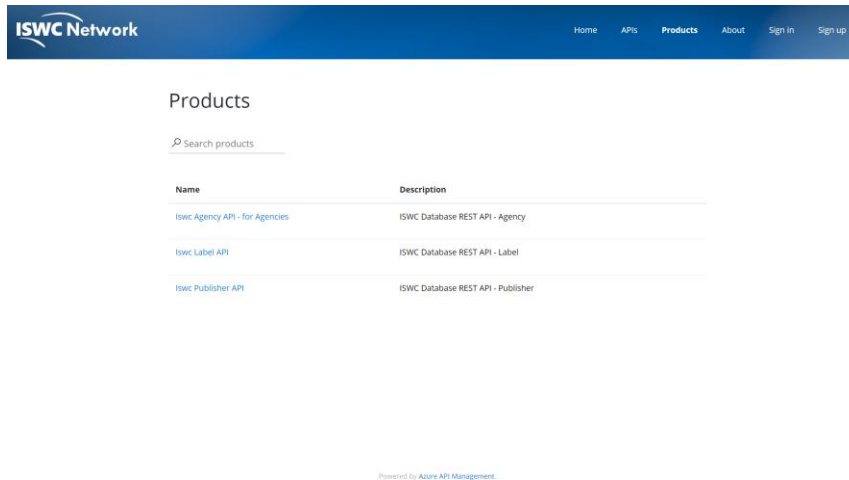 ISWC Network
Home APIs Products About Sign in Sign up
Products
Search products
Name Description
Iswc Agency API - for Agencies ISWC Database REST API - Agency
Iswc Label API ISWC Database REST API - Label
Iswc Publisher API ISWC Database REST API - Publisher
Powered by Azure API Management.